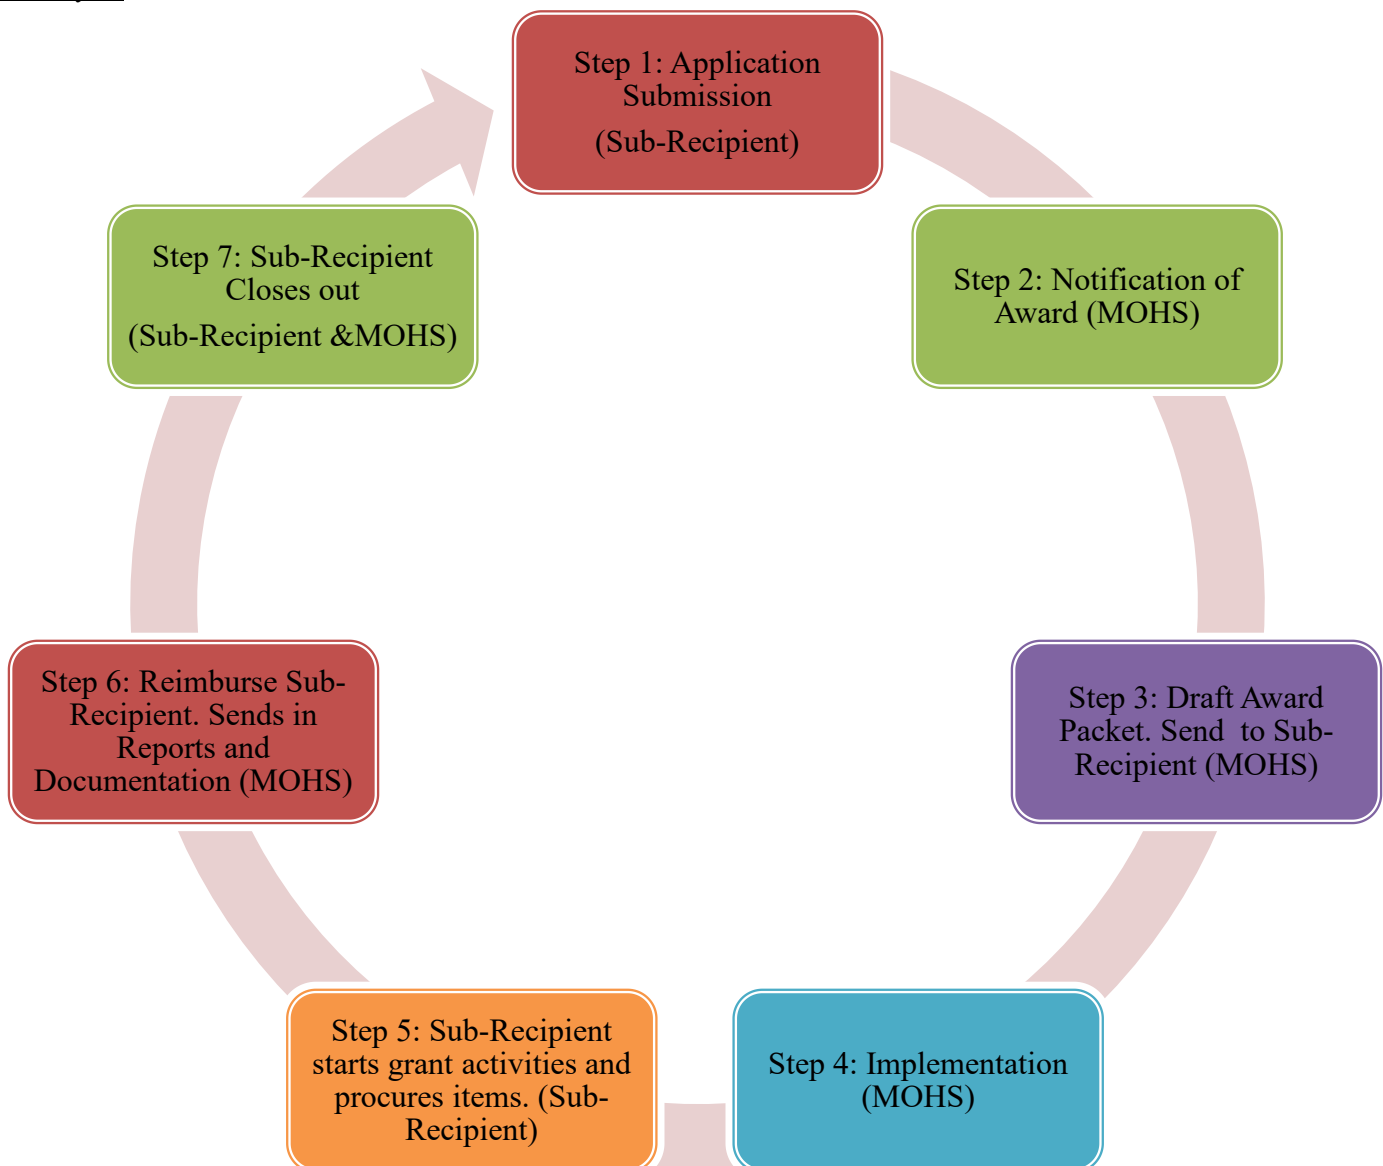 Step 1: Application
Submission
(Sub-Recipient)
Step 2: Notification of
Award (MOHS)
Step 3: Draft Award
Packet. Send  to Sub-
Recipient (MOHS)
Step 4: Implementation
(MOHS)
Step 5: Sub-Recipient
starts grant activities and
procures items. (Sub-
Recipient)
Step 6: Reimburse Sub-
Recipient. Sends in
Reports and
Documentation (MOHS)
Step 7: Sub-Recipient
Closes out
(Sub-Recipient &MOHS)